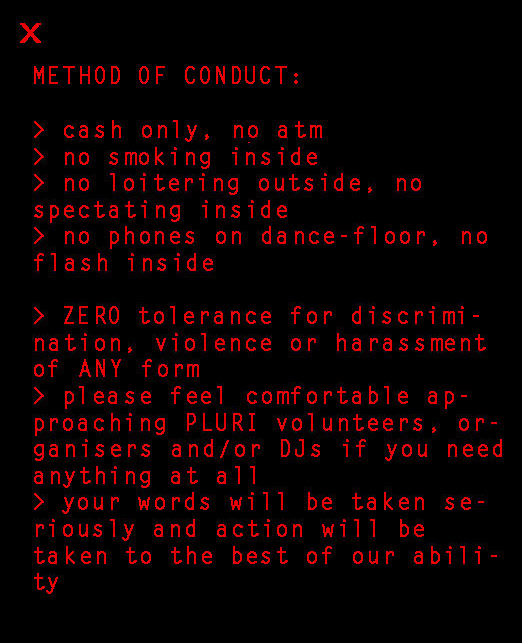 X
METHOD OF CONDUCT:
> cash only, no atm
> no smoking inside
> no loitering outside, no
spectating inside
> no phones on dance-floor, no
flash inside
> ZERO tolerance for discrimi-
nation, violence or harassment
of ANY form
> please feel comfortable ap-
proaching PLURI volunteers, or-
ganisers and/or DJs if you need
anything at all
> your words will be taken se-
riously and action will be
taken to the best of our abili-
ty